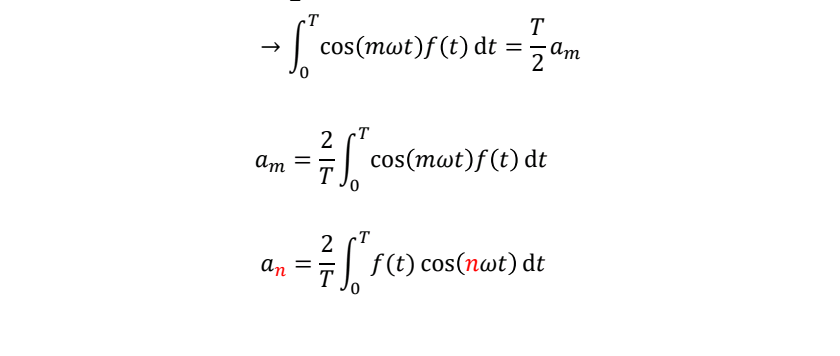 → ∫₀ᵀ cos(mωt)f(t) dt = T/2 aₘ
aₘ = 2/T ∫₀ᵀ cos(mωt)f(t) dt
aₙ = 2/T ∫₀ᵀ f(t) cos(nωt) dt